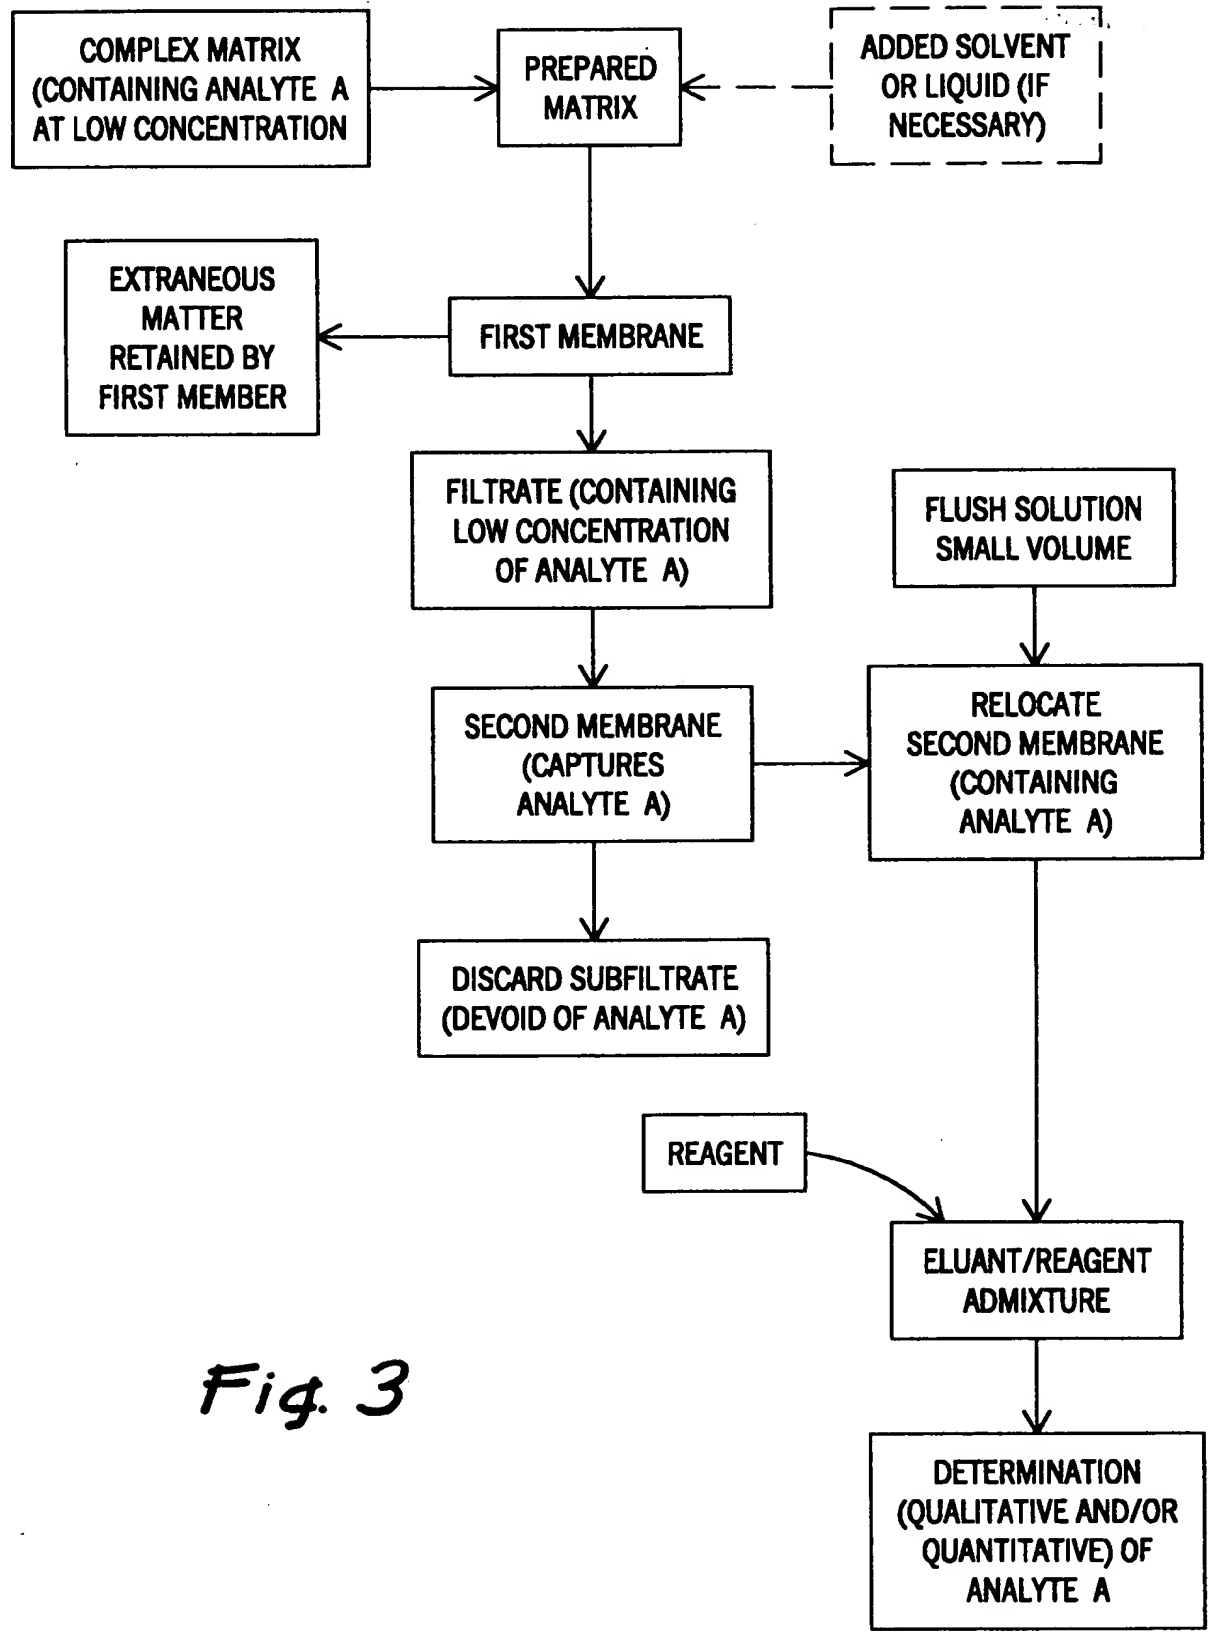 COMPLEX MATRIX
(CONTAINING ANALYTE A
AT LOW CONCENTRATION
PREPARED
MATRIX
ADDED SOLVENT
OR LIQUID (IF
NECESSARY)
EXTRANEOUS
MATTER
RETAINED BY
FIRST MEMBER
FIRST MEMBRANE
FILTRATE (CONTAINING
LOW CONCENTRATION
OF ANALYTE A)
FLUSH SOLUTION
SMALL VOLUME
SECOND MEMBRANE
(CAPTURES
ANALYTE A)
RELOCATE
SECOND MEMBRANE
(CONTAINING
ANALYTE A)
DISCARD SUBFILTRATE
(DEVOID OF ANALYTE A)
REAGENT
ELUANT/REAGENT
ADMIXTURE
DETERMINATION
(QUALITATIVE AND/OR
QUANTITATIVE) OF
ANALYTE A
Fig. 3